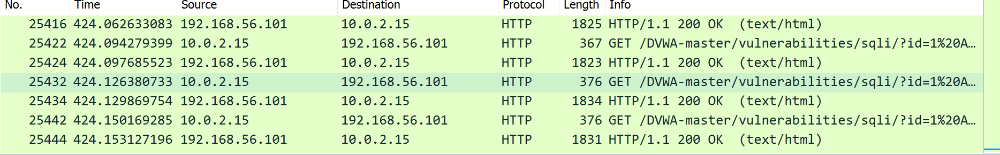 No. Time Source Destination Protocol Length Info
25416 424.062633083 192.168.56.101 10.0.2.15 HTTP 1825 HTTP/1.1 200 OK (text/html)
25422 424.094279399 10.0.2.15 192.168.56.101 HTTP 367 GET /DVWA-master/vulnerabilities/sqli/?id=1%20A…
25424 424.097685523 192.168.56.101 10.0.2.15 HTTP 1823 HTTP/1.1 200 OK (text/html)
25432 424.126380733 10.0.2.15 192.168.56.101 HTTP 376 GET /DVWA-master/vulnerabilities/sqli/?id=1%20A…
25434 424.129869754 192.168.56.101 10.0.2.15 HTTP 1834 HTTP/1.1 200 OK (text/html)
25442 424.150169285 10.0.2.15 192.168.56.101 HTTP 376 GET /DVWA-master/vulnerabilities/sqli/?id=1%20A…
25444 424.153127196 192.168.56.101 10.0.2.15 HTTP 1831 HTTP/1.1 200 OK (text/html)